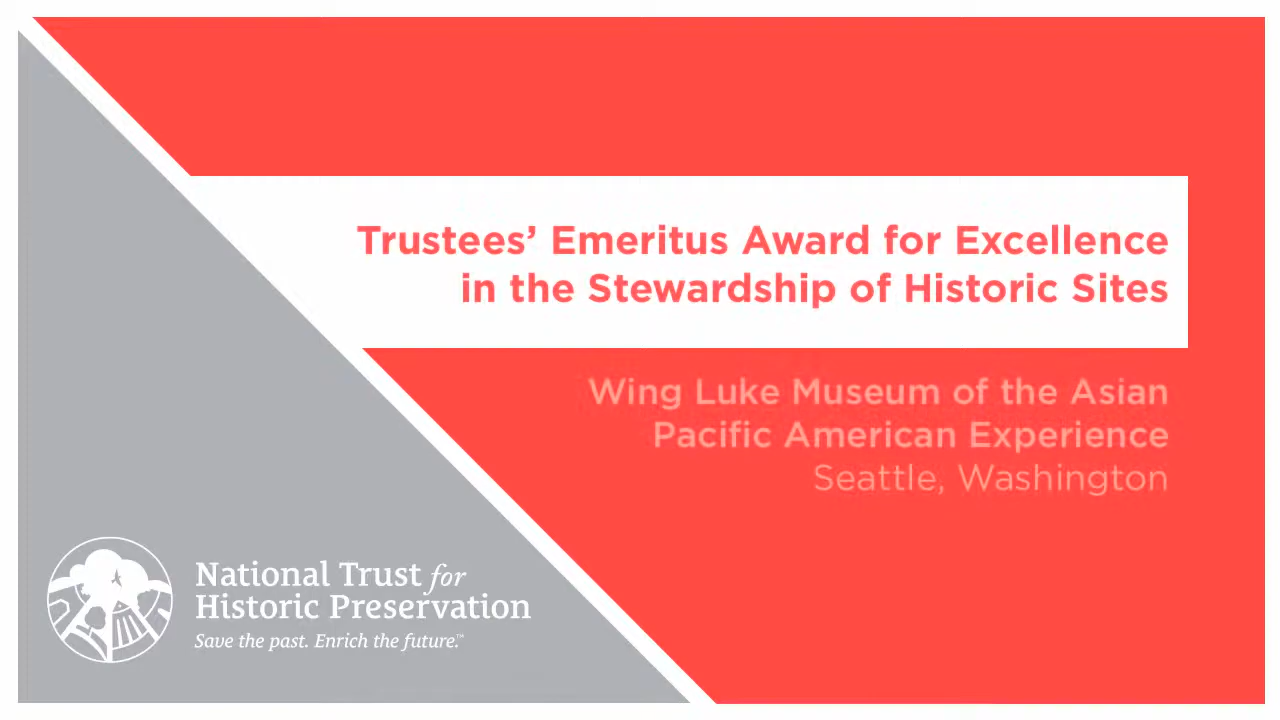 Trustees’ Emeritus Award for Excellence
in the Stewardship of Historic Sites
Wing Luke Museum of the Asian
Pacific American Experience
Seattle, Washington
National Trust for
Historic Preservation
Save the past. Enrich the future.™